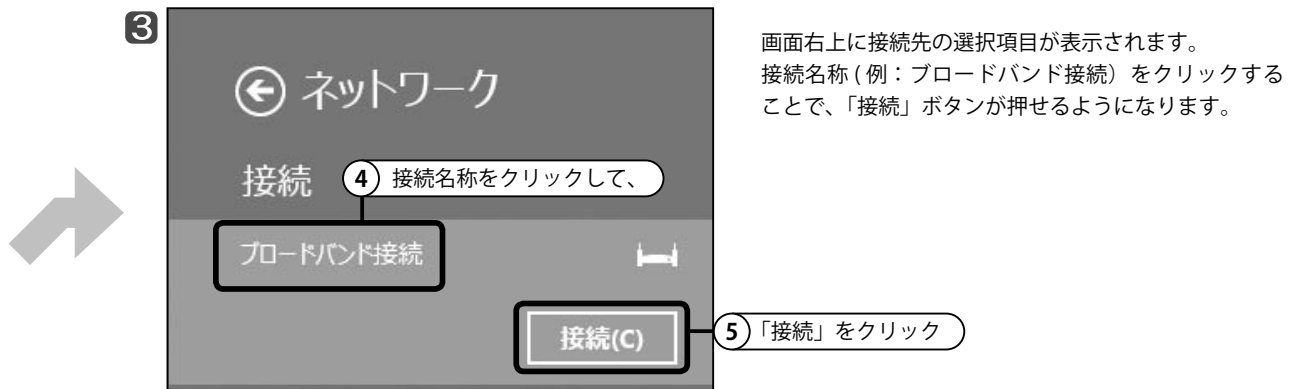 3
画面右上に接続先の選択項目が表示されます。
接続名称 ( 例：ブロードバンド接続）をクリックする
ことで、「接続」ボタンが押せるようになります。
ネットワーク
接続
4 接続名称をクリックして、
ブロードバンド接続
接続(C)
5 「接続」をクリック